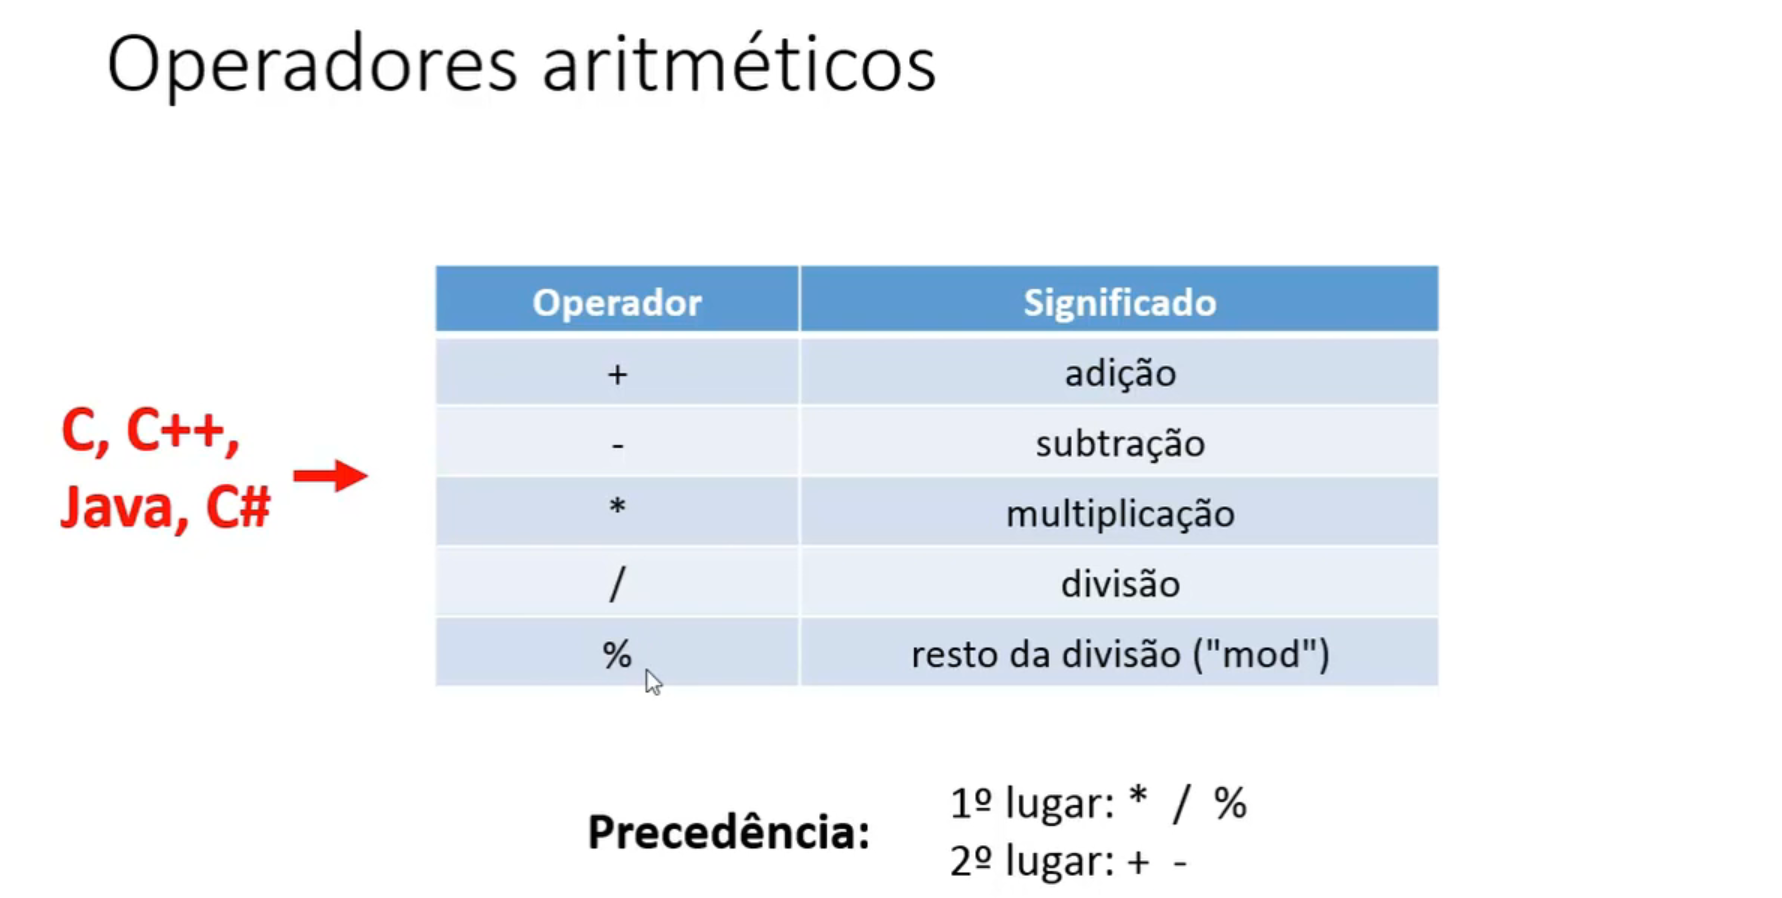 Operadores aritméticos
Operador Significado
+ adição
- subtração
* multiplicação
/ divisão
% resto da divisão ("mod")
C, C++,
Java, C#
Precedência:
1º lugar: * / %
2º lugar: + -